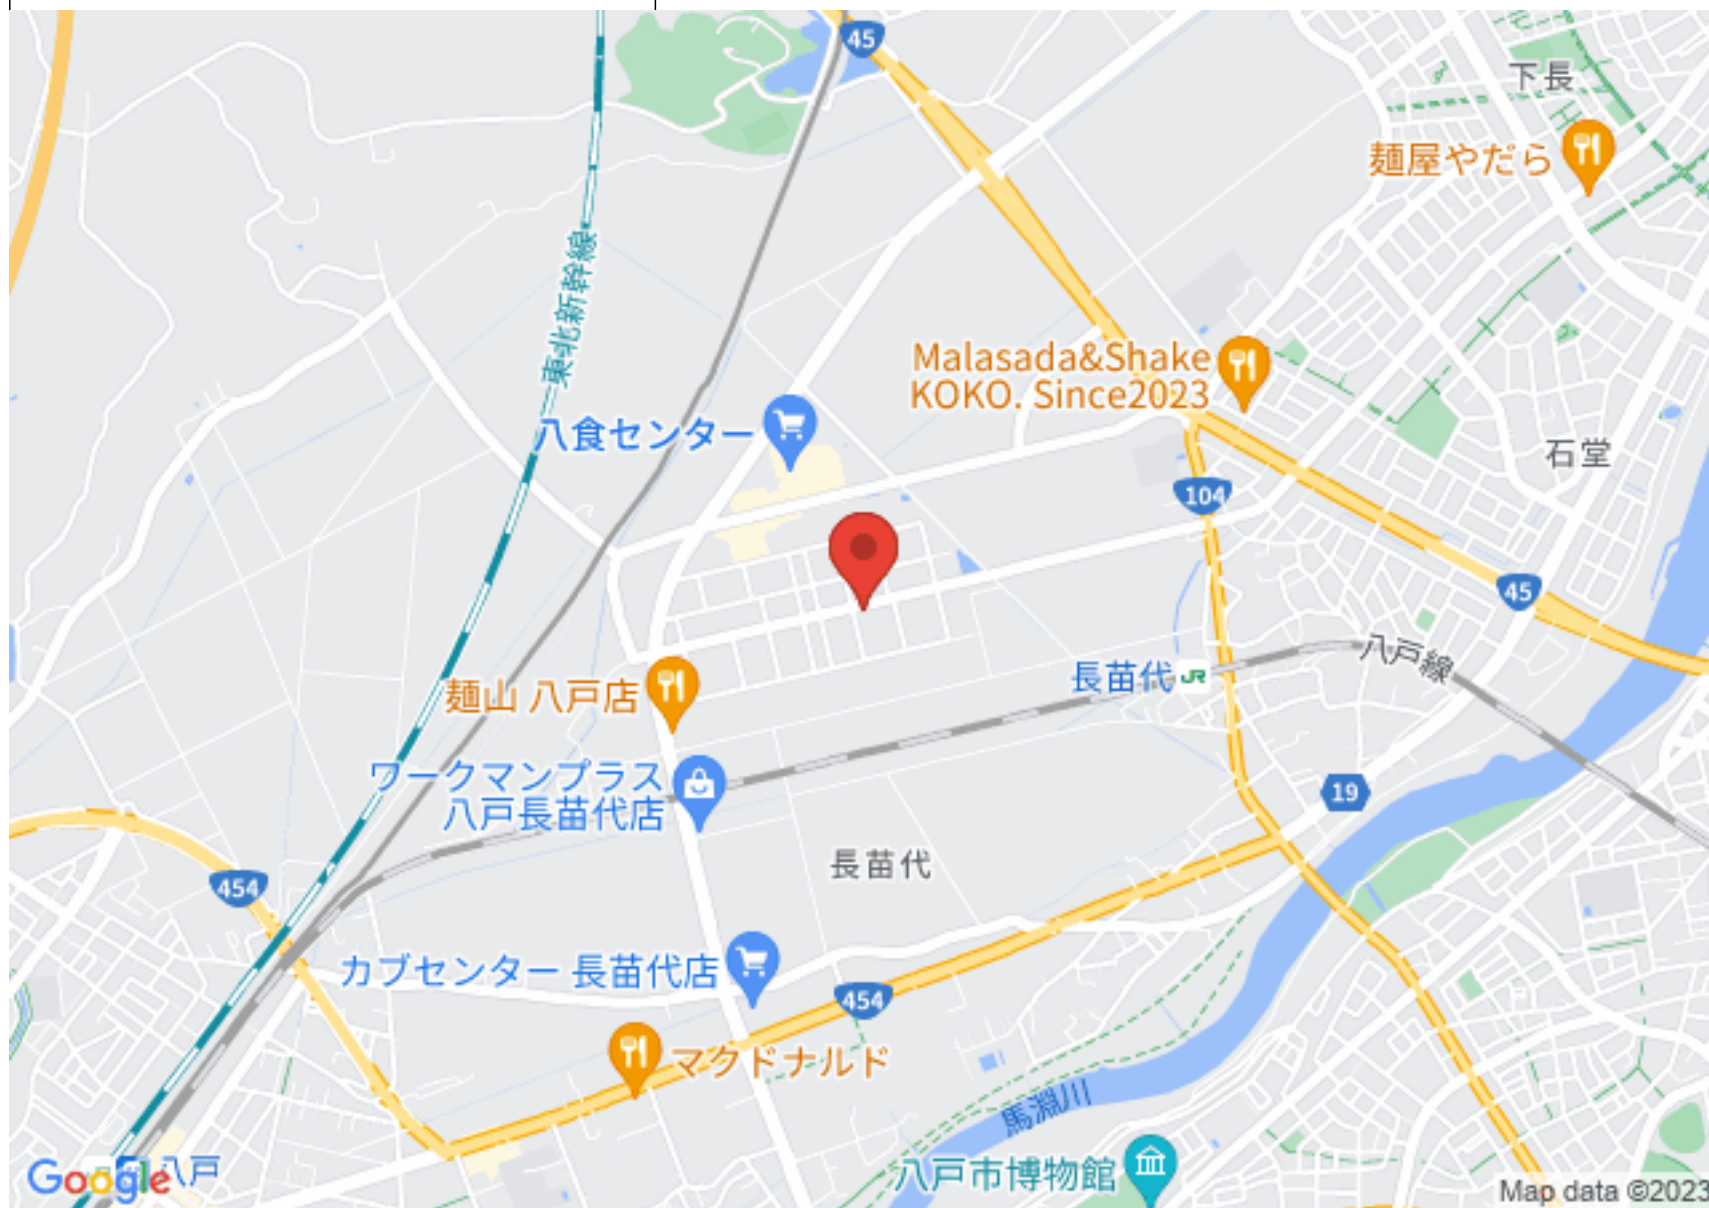 45
下長
麺屋やだら
東北新幹線
Malasada&Shake
KOKO. Since2023
八食センター
石堂
104
45
八戸線
長苗代
JR
麺山 八戸店
ワークマンプラス
八戸長苗代店
19
長苗代
454
カブセンター 長苗代店
454
マクドナルド
馬淵川
八戸市博物館
Google
八戸
Map data ©2023